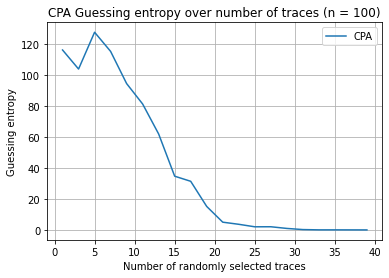 CPA Guessing entropy over number of traces (n = 100)
CPA
120
100
80
60
40
20
0
Guessing entropy
0 5 10 15 20 25 30 35 40
Number of randomly selected traces